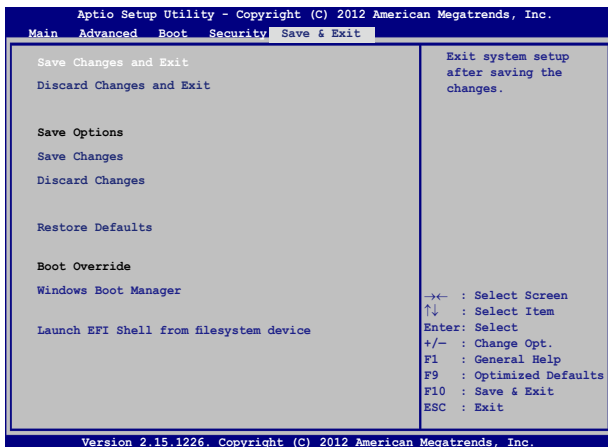 Aptio Setup Utility - Copyright (C) 2012 American Megatrends, Inc.
Main Advanced Boot Security Save & Exit
Save Changes and Exit
Discard Changes and Exit
Save Options
Save Changes
Discard Changes
Restore Defaults
Boot Override
Windows Boot Manager
Launch EFI Shell from filesystem device
Exit system setup
after saving the
changes.
→← : Select Screen
↑↓ : Select Item
Enter: Select
+/— : Change Opt.
F1 : General Help
F9 : Optimized Defaults
F10 : Save & Exit
ESC : Exit
Version 2.15.1226. Copyright (C) 2012 American Megatrends, Inc.